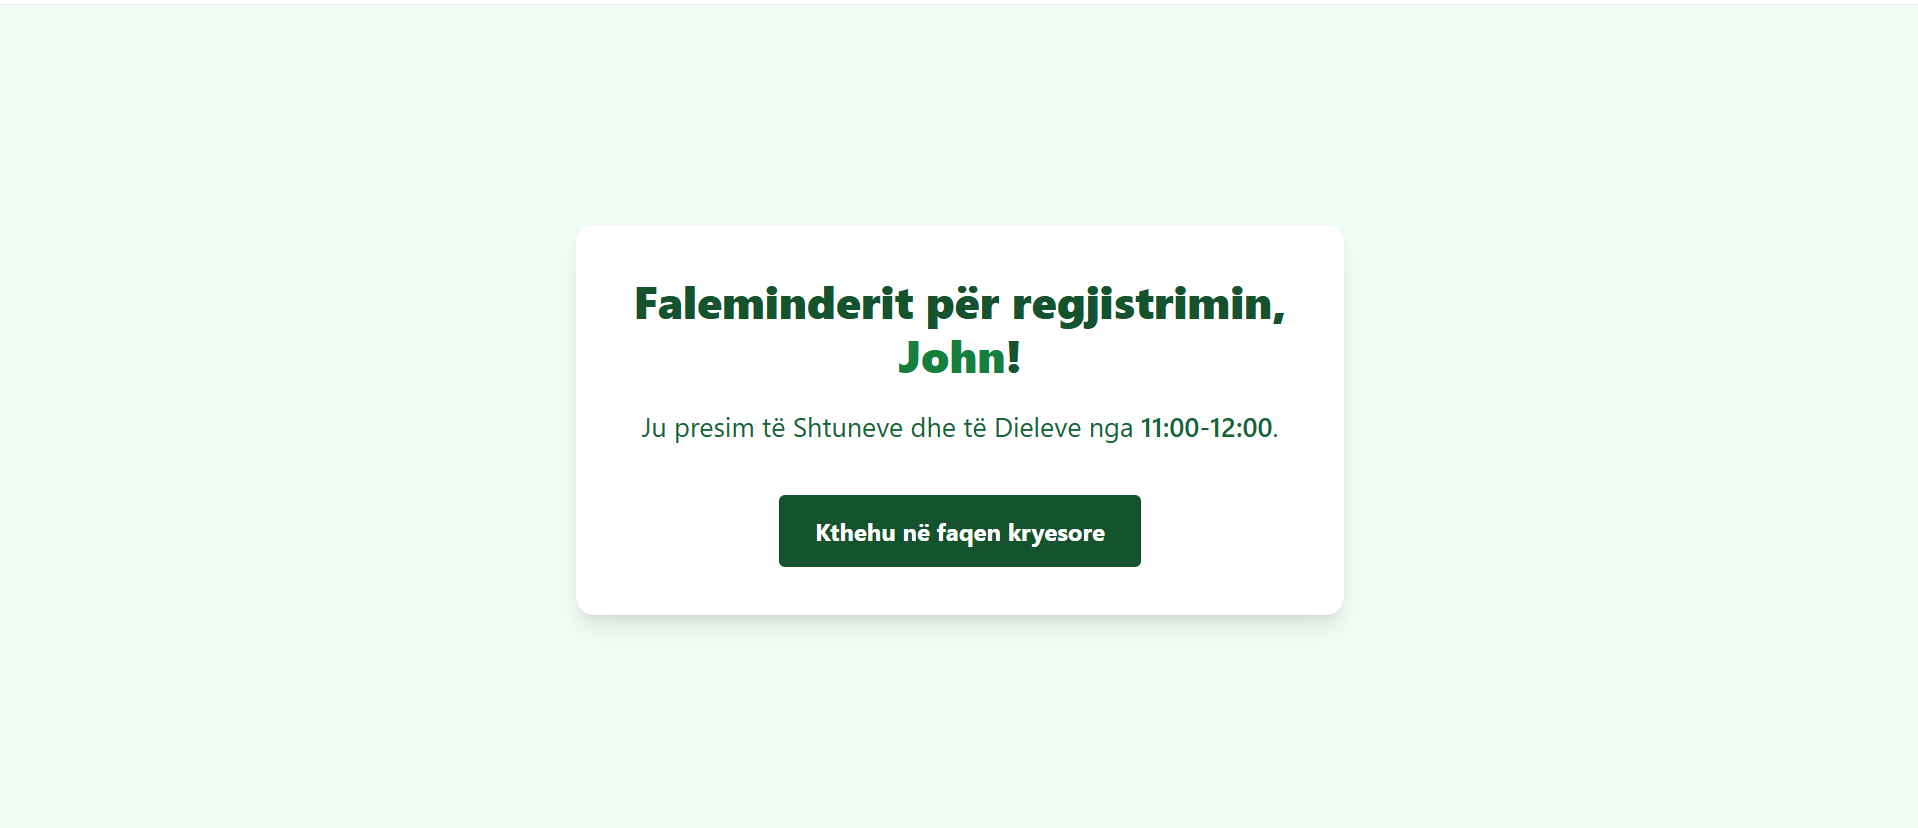 Faleminderit për regjistrimin,
John!
Ju presim të Shtuneve dhe të Dieleve nga 11:00-12:00.
Kthehu në faqen kryesore